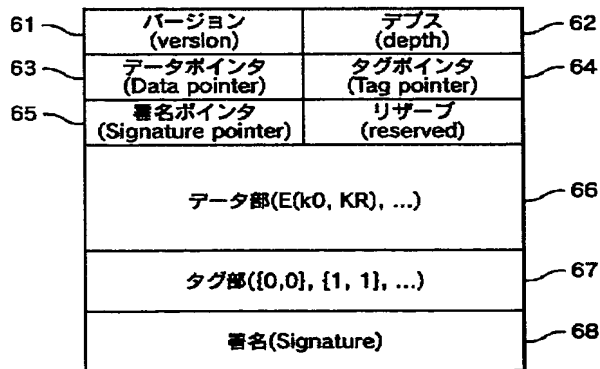 61 バージョン デプス 62
(version) (depth)
63 データポインタ タグポインタ 64
(Data pointer) (Tag pointer)
65 署名ポインタ リザーブ
(Signature pointer) (reserved)
データ部(E(k0, KR), ...) 66
タグ部({0,0}, {1, 1}, ...) 67
署名(Signature) 68